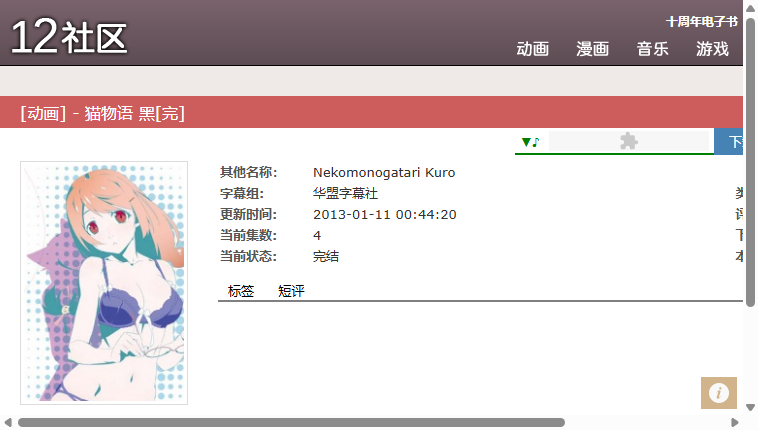 12社区
十周年电子书
动画 漫画 音乐 游戏
[动画] - 猫物语 黑[完]
▼♪
下
其他名称: Nekomonogatari Kuro
字幕组: 华盟字幕社
更新时间: 2013-01-11 00:44:20
当前集数: 4
当前状态: 完结
标签 短评